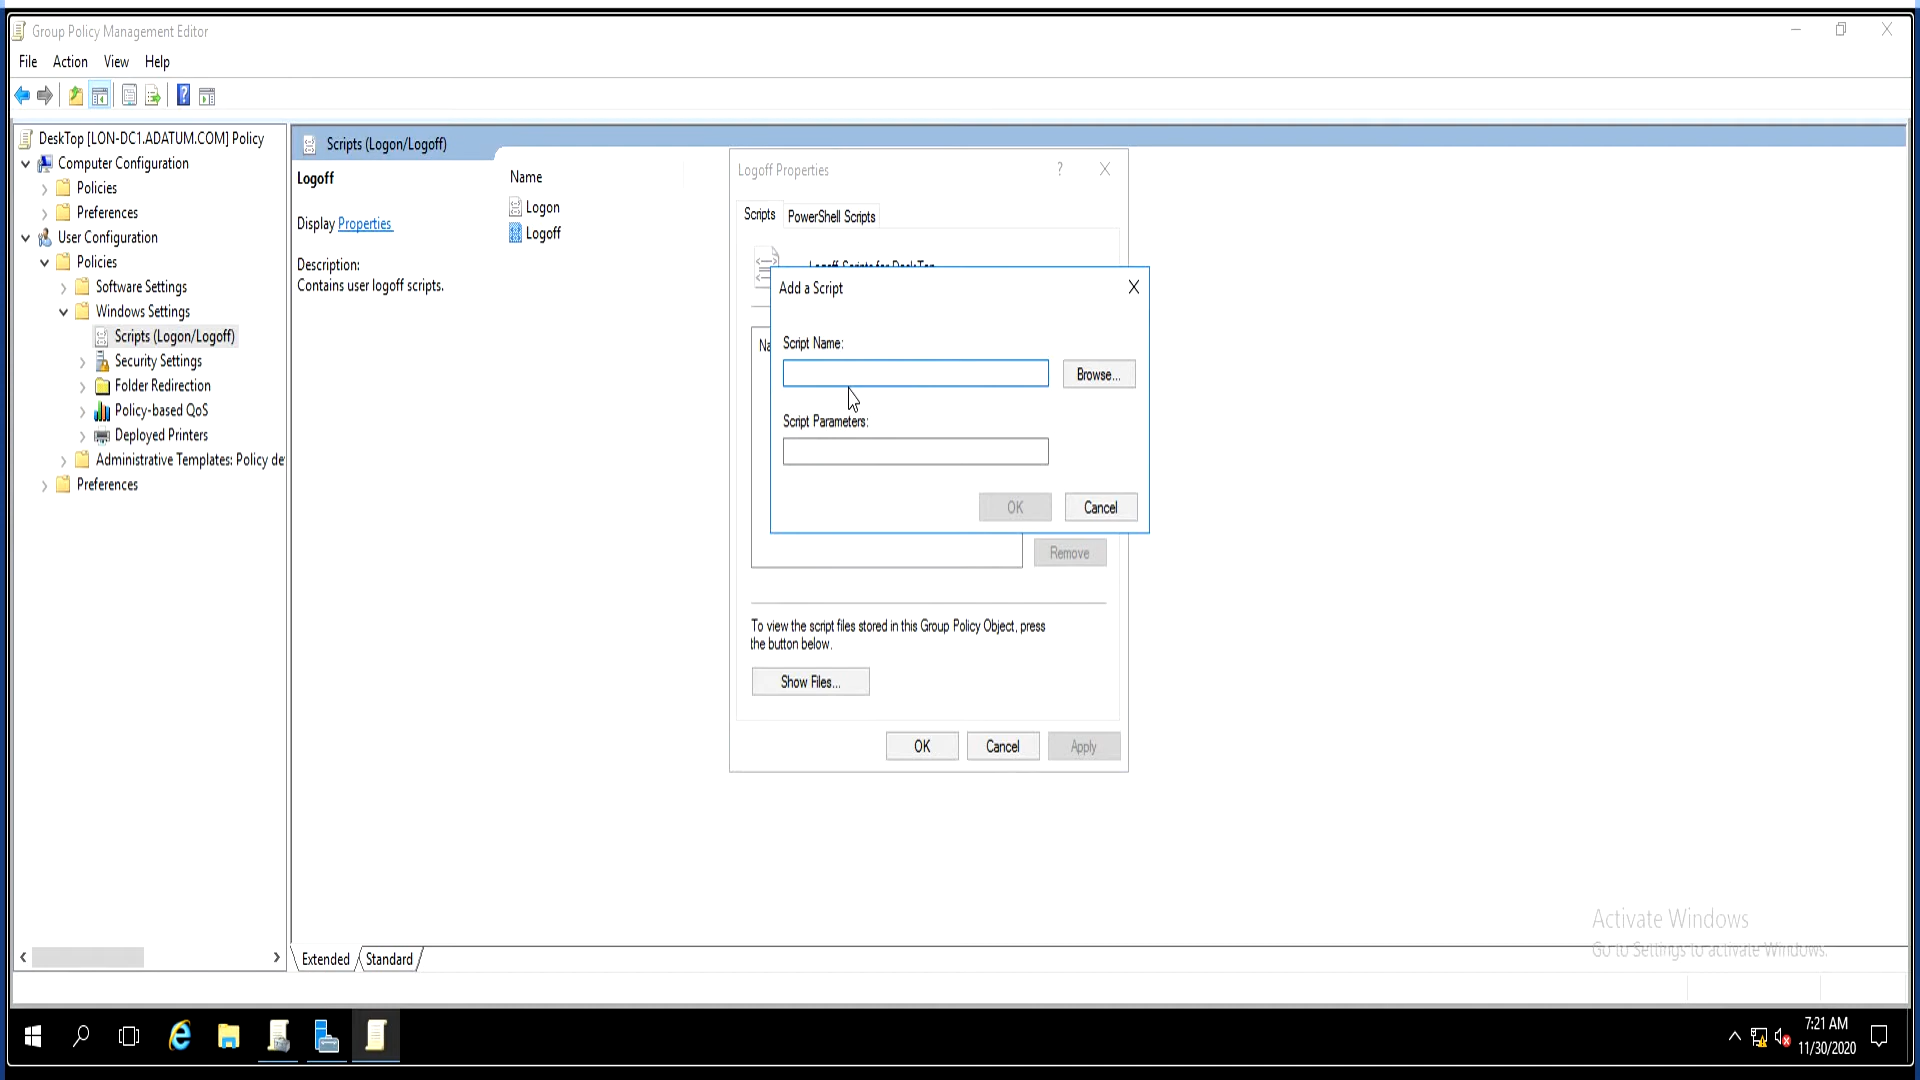 Group Policy Management Editor
File Action View Help
DeskTop [LON-DC1.ADATUM.COM] Policy
Computer Configuration
Policies
Preferences
User Configuration
Policies
Software Settings
Windows Settings
Scripts (Logon/Logoff)
Security Settings
Folder Redirection
Policy-based QoS
Deployed Printers
Administrative Templates: Policy de
Preferences
Scripts (Logon/Logoff)
Logoff
Display Properties
Description:
Contains user logoff scripts.
Name
Logon
Logoff
Logoff Properties
?
Scripts
PowerShell Scripts
Logoff Scripts for DeskTop
Na
Add a Script
Script Name:
Browse...
Script Parameters:
OK
Cancel
Remove
To view the script files stored in this Group Policy Object, press
the button below.
Show Files...
OK
Cancel
Apply
Activate Windows
Go to Settings to activate Windows.
Extended
Standard
7:21 AM
11/30/2020